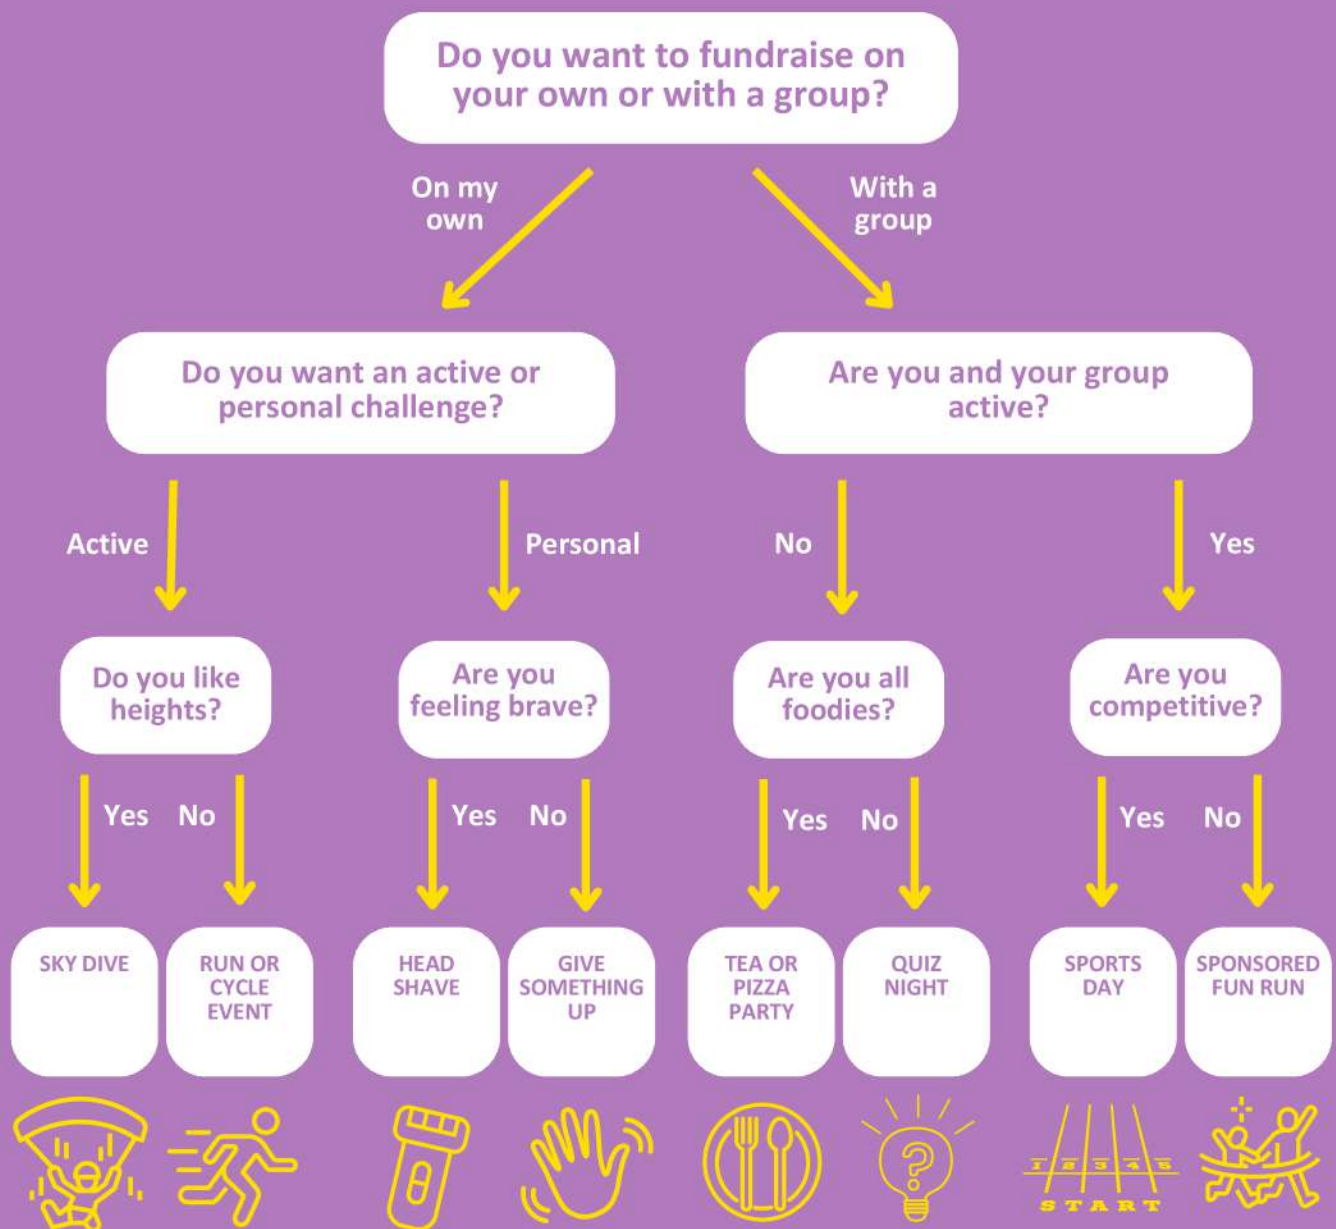 Do you want to fundraise on
your own or with a group?
On my
own
With a
group
Do you want an active or
personal challenge?
Are you and your group
active?
Active
Personal
No
Yes
Do you like
heights?
Are you
feeling brave?
Are you all
foodies?
Are you
competitive?
Yes
No
Yes
No
Yes
No
Yes
No
SKY DIVE
RUN OR
CYCLE
EVENT
HEAD
SHAVE
GIVE
SOMETHING
UP
TEA OR
PIZZA
PARTY
QUIZ
NIGHT
SPORTS
DAY
SPONSORED
FUN RUN
?
1 2 3 4 5
START